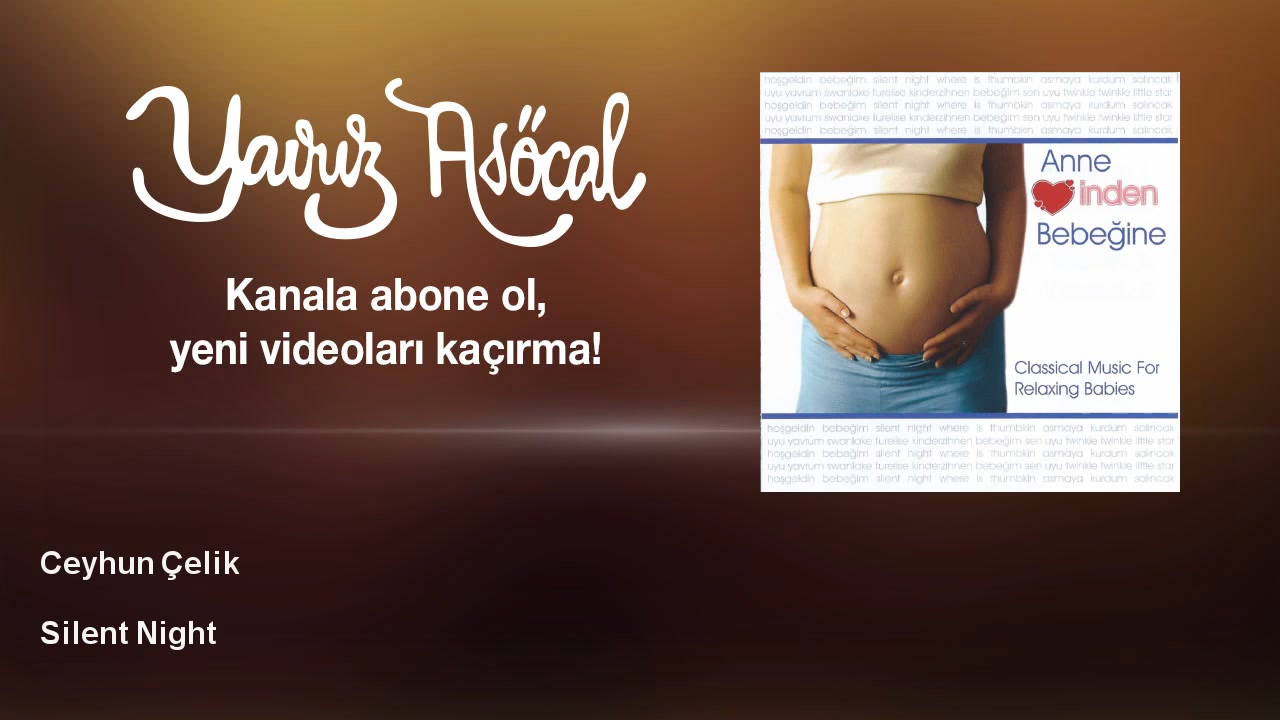 Yavuz Asöcal
Kanala abone ol,
yeni videoları kaçırma!
hoşgeldin bebeğim silent night where is thumbkin asmaya kurdum salıncak
uyu yavrum swanlake furelise kinderzihnen bebeğim sen uyu twinkle twinkle little star
hoşgeldin bebeğim silent night where is thumbkin asmaya kurdum salıncak
uyu yavrum swanlake furelise kinderzihnen bebeğim sen uyu twinkle twinkle little star
hoşgeldin bebeğim silent night where is thumbkin asmaya kurdum salıncak
Anne
inden
Bebeğine
Classical Music For
Relaxing Babies
hoşgeldin bebeğim silent night where is thumbkin asmaya kurdum salıncak
uyu yavrum swanlake furelise kinderzihnen bebeğim sen uyu twinkle twinkle little star
hoşgeldin bebeğim silent night where is thumbkin asmaya kurdum salıncak
uyu yavrum swanlake furelise kinderzihnen bebeğim sen uyu twinkle twinkle little star
hoşgeldin bebeğim silent night where is thumbkin asmaya kurdum salıncak
Ceyhun Çelik
Silent Night